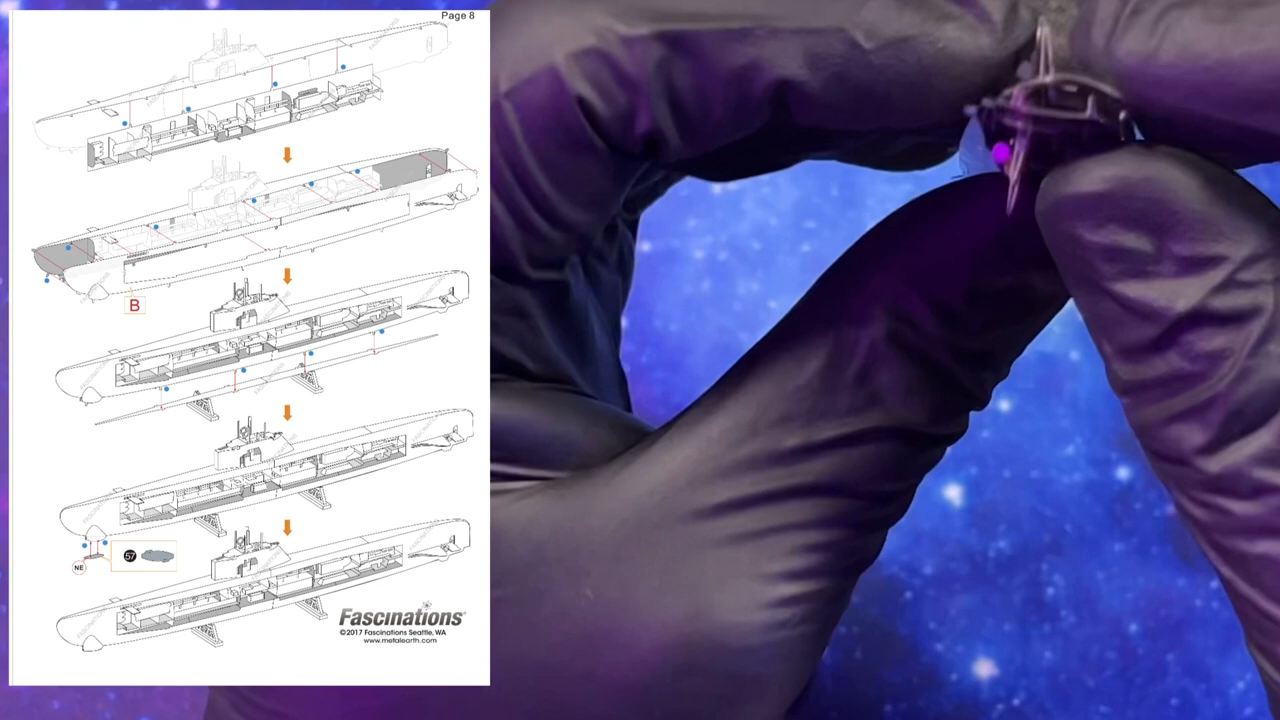 Page 8
B
57
NE
Fascinations
©2017 Fascinations Seattle, WA
www.metalearth.com